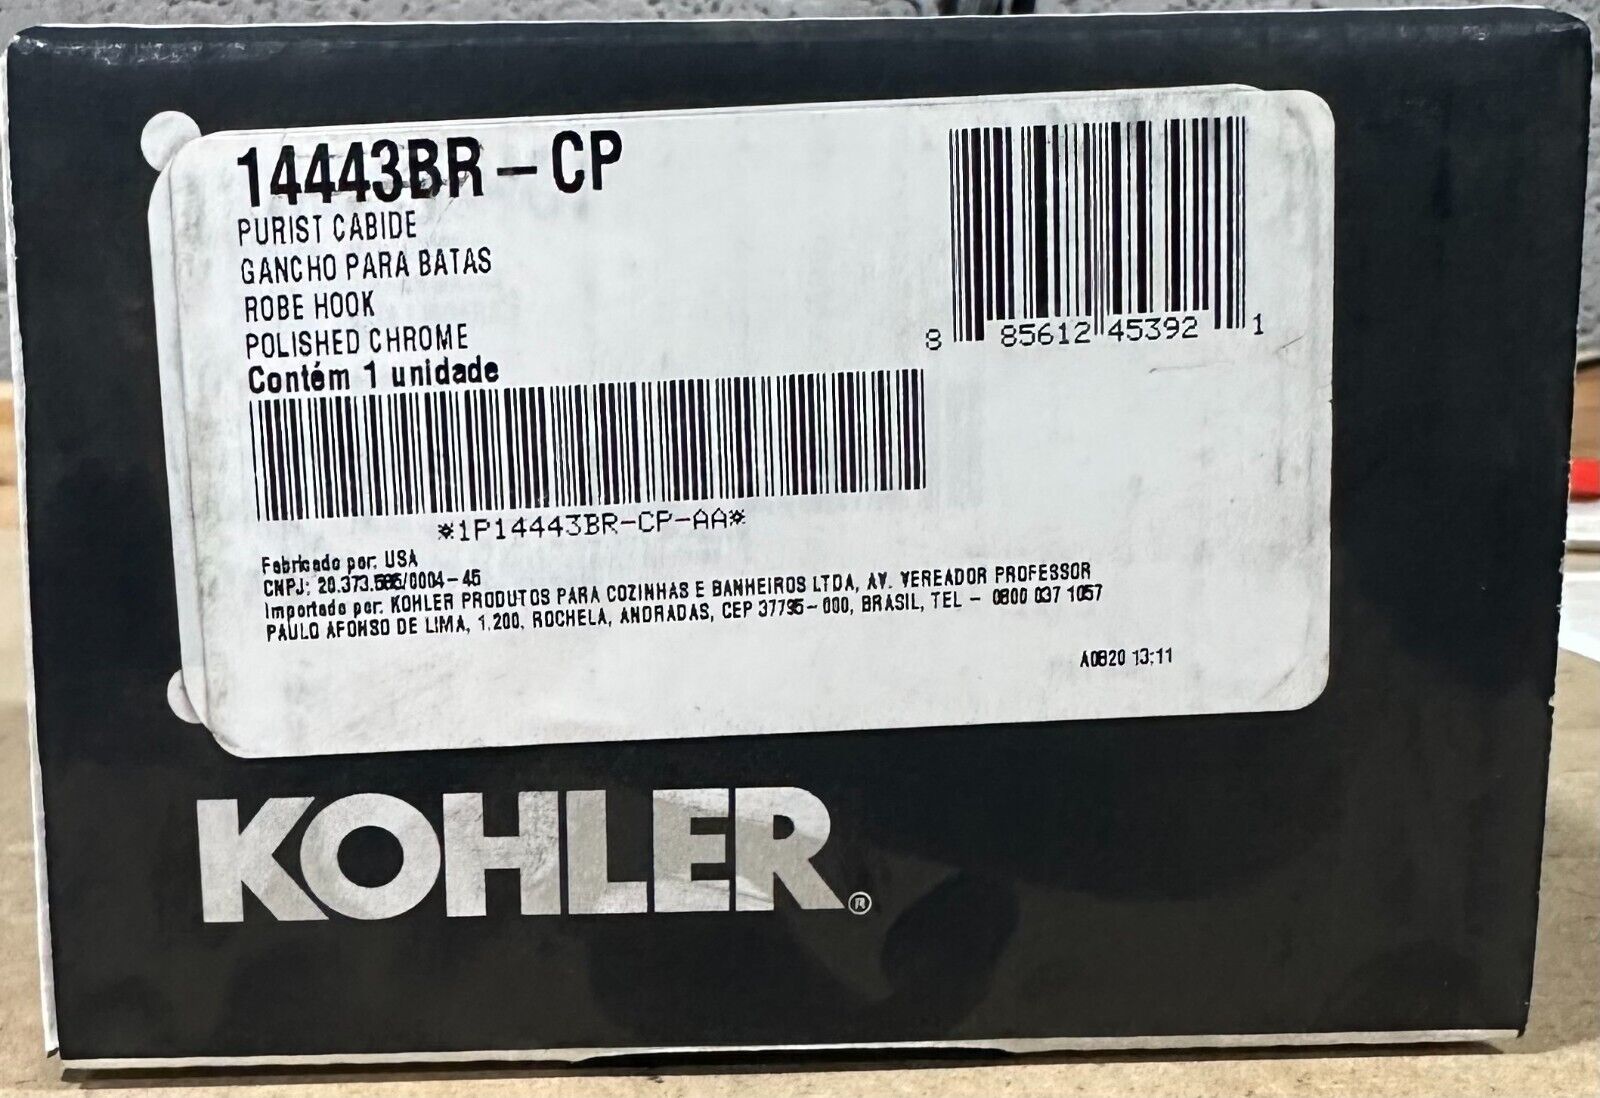 14443BR-CP
PURIST CABIDE
GANCHO PARA BATAS
ROBE HOOK
POLISHED CHROME
Contém 1 unidade
8 85612 45392 1
*1P14443BR-CP-AA*
Fabricado por: USA
CNPJ: 20.373.585/0004-45
Importado por: KOHLER PRODUTOS PARA COZINHAS E BANHEIROS LTDA, AV. VEREADOR PROFESSOR
PAULO AFONSO DE LIMA, 1.200, ROCHELA, ANDRADAS, CEP 37795-000, BRASIL, TEL - 0800 037 1057
A0820 13:11
KOHLER®